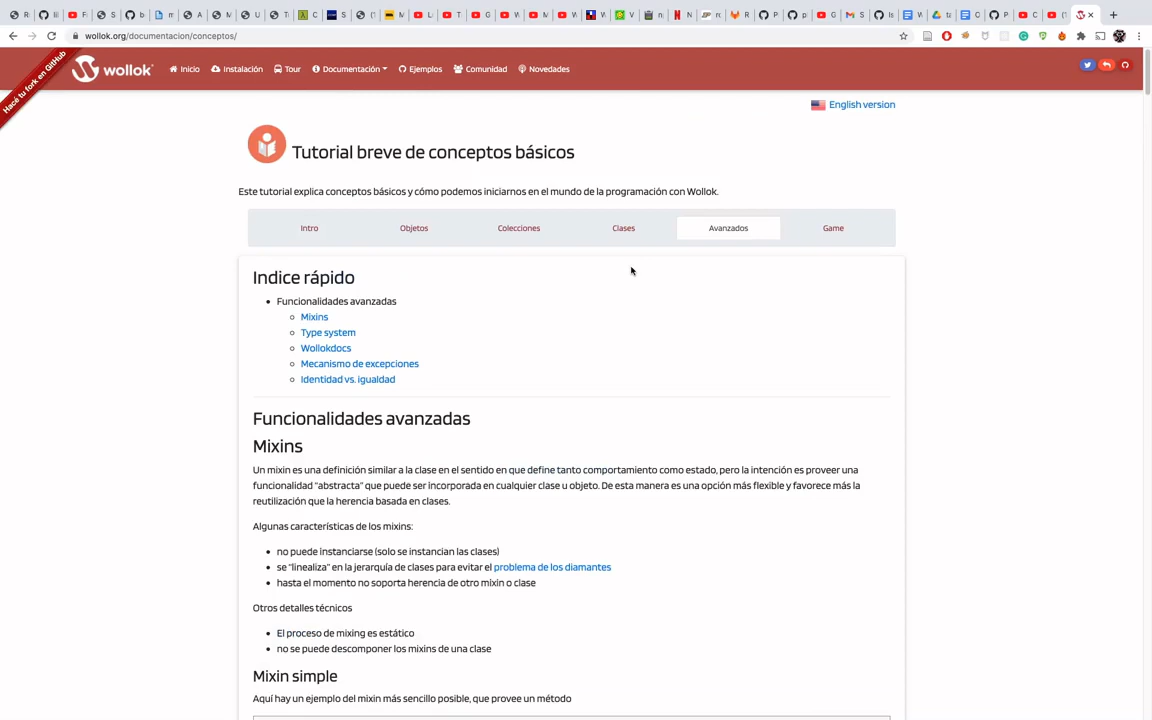 wollok.org/documentacion/conceptos/
Hacé tu fork en GitHub
wollok
Inicio
Instalación
Tour
Documentación
Ejemplos
Comunidad
Novedades
English version
Tutorial breve de conceptos básicos
Este tutorial explica conceptos básicos y cómo podemos iniciarnos en el mundo de la programación con Wollok.
Intro
Objetos
Colecciones
Clases
Avanzados
Game
Indice rápido
Funcionalidades avanzadas
Mixins
Type system
Wollokdocs
Mecanismo de excepciones
Identidad vs. igualdad
Funcionalidades avanzadas
Mixins
Un mixin es una definición similar a la clase en el sentido en que define tanto comportamiento como estado, pero la intención es proveer una
funcionalidad "abstracta" que puede ser incorporada en cualquier clase u objeto. De esta manera es una opción más flexible y favorece más la
reutilización que la herencia basada en clases.
Algunas características de los mixins:
no puede instanciarse (solo se instancian las clases)
se "linealiza" en la jerarquía de clases para evitar el problema de los diamantes
hasta el momento no soporta herencia de otro mixin o clase
Otros detalles técnicos
El proceso de mixing es estático
no se puede descomponer los mixins de una clase
Mixin simple
Aquí hay un ejemplo del mixin más sencillo posible, que provee un método